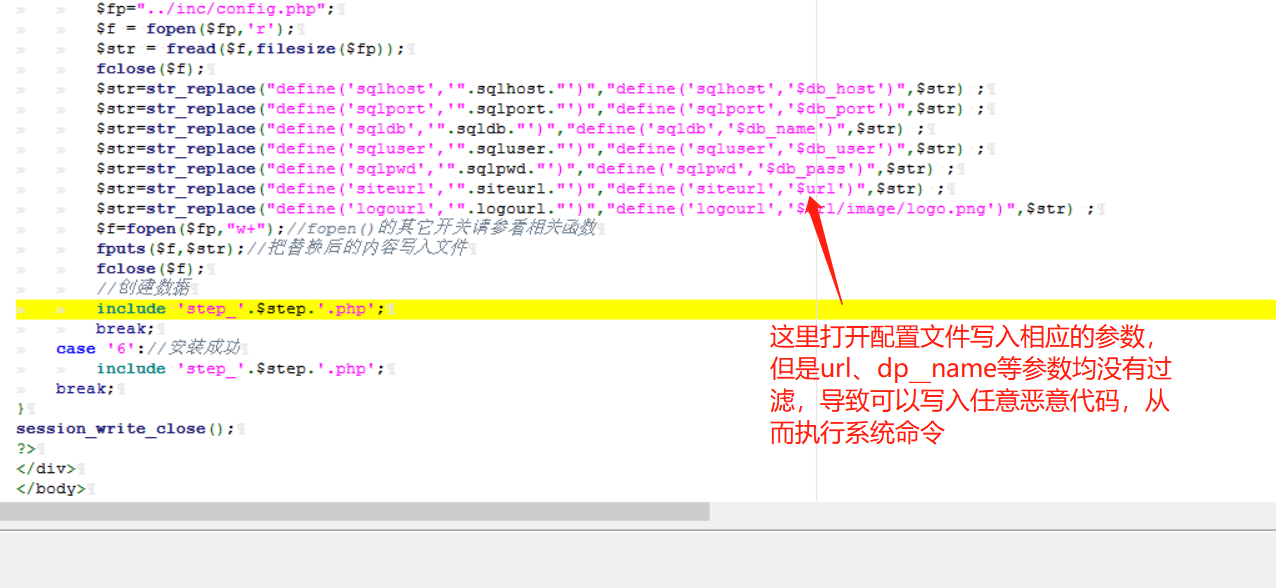 $fp="../inc/config.php";
$f = fopen($fp,'r');
$str = fread($f,filesize($fp));
fclose($f);
$str=str_replace("define('sqlhost','".sqlhost."')","define('sqlhost','$db_host')",$str) ;
$str=str_replace("define('sqlport','".sqlport."')","define('sqlport','$db_port')",$str) ;
$str=str_replace("define('sqldb','".sqldb."')","define('sqldb','$db_name')",$str) ;
$str=str_replace("define('sqluser','".sqluser."')","define('sqluser','$db_user')",$str) ;
$str=str_replace("define('sqlpwd','".sqlpwd."')","define('sqlpwd','$db_pass')",$str) ;
$str=str_replace("define('siteurl','".siteurl."')","define('siteurl','$url')",$str) ;
$str=str_replace("define('logourl','".logourl."')","define('logourl','$url/image/logo.png')",$str) ;
$f=fopen($fp,"w+");//fopen()的其它开关请参看相关函数
fputs($f,$str);//把替换后的内容写入文件
fclose($f);
//创建数据
include 'step_'.$step.'.php';
break;
case '6'://安装成功
include 'step_'.$step.'.php';
break;
}
session_write_close();
?>
</div>
</body>
这里打开配置文件写入相应的参数，
但是url、dp__name等参数均没有过
滤，导致可以写入任意恶意代码，从
而执行系统命令